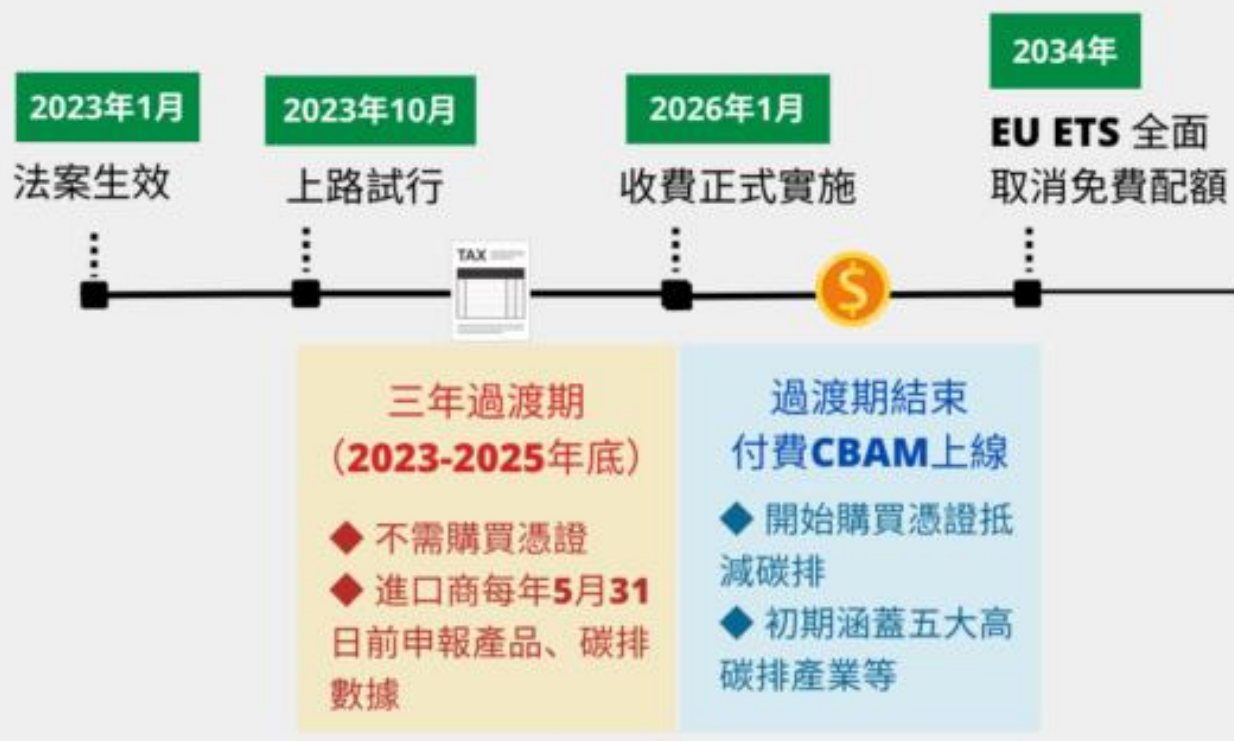 2023年1月
法案生效
2023年10月
上路試行
2026年1月
收費正式實施
2034年
EU ETS 全面
取消免費配額
TAX
$
三年過渡期
（2023-2025年底）
◆ 不需購買憑證
◆ 進口商每年5月31
日前申報產品、碳排
數據
過渡期結束
付費CBAM上線
◆ 開始購買憑證抵
減碳排
◆ 初期涵蓋五大高
碳排產業等